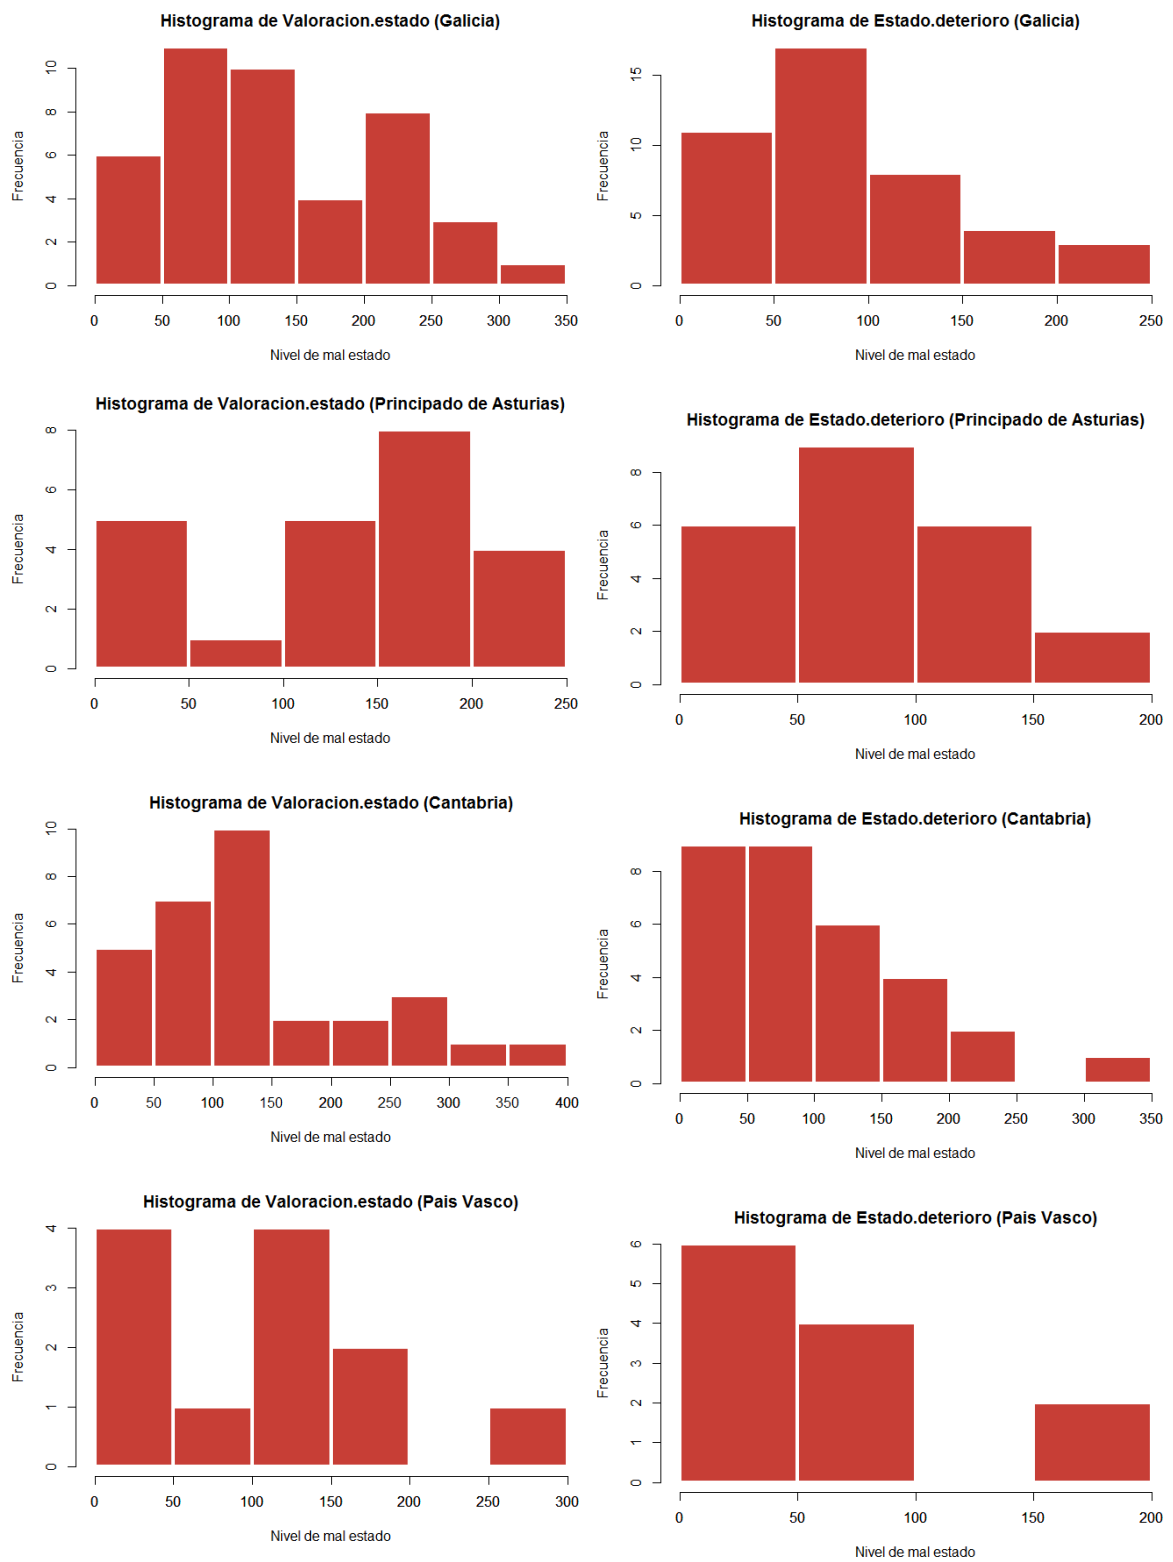 Histograma de Valoracion.estado (Galicia)
Frecuencia
10
8
6
4
2
0
0 50 100 150 200 250 300 350
Nivel de mal estado
Histograma de Estado.deterioro (Galicia)
Frecuencia
15
10
5
0
0 50 100 150 200 250
Nivel de mal estado
Histograma de Valoracion.estado (Principado de Asturias)
Frecuencia
8
6
4
2
0
0 50 100 150 200 250
Nivel de mal estado
Histograma de Estado.deterioro (Principado de Asturias)
Frecuencia
8
6
4
2
0
0 50 100 150 200
Nivel de mal estado
Histograma de Valoracion.estado (Cantabria)
Frecuencia
10
8
6
4
2
0
0 50 100 150 200 250 300 350 400
Nivel de mal estado
Histograma de Estado.deterioro (Cantabria)
Frecuencia
8
6
4
2
0
0 50 100 150 200 250 300 350
Nivel de mal estado
Histograma de Valoracion.estado (Pais Vasco)
Frecuencia
4
3
2
1
0
0 50 100 150 200 250 300
Nivel de mal estado
Histograma de Estado.deterioro (Pais Vasco)
Frecuencia
6
5
4
3
2
1
0
0 50 100 150 200
Nivel de mal estado